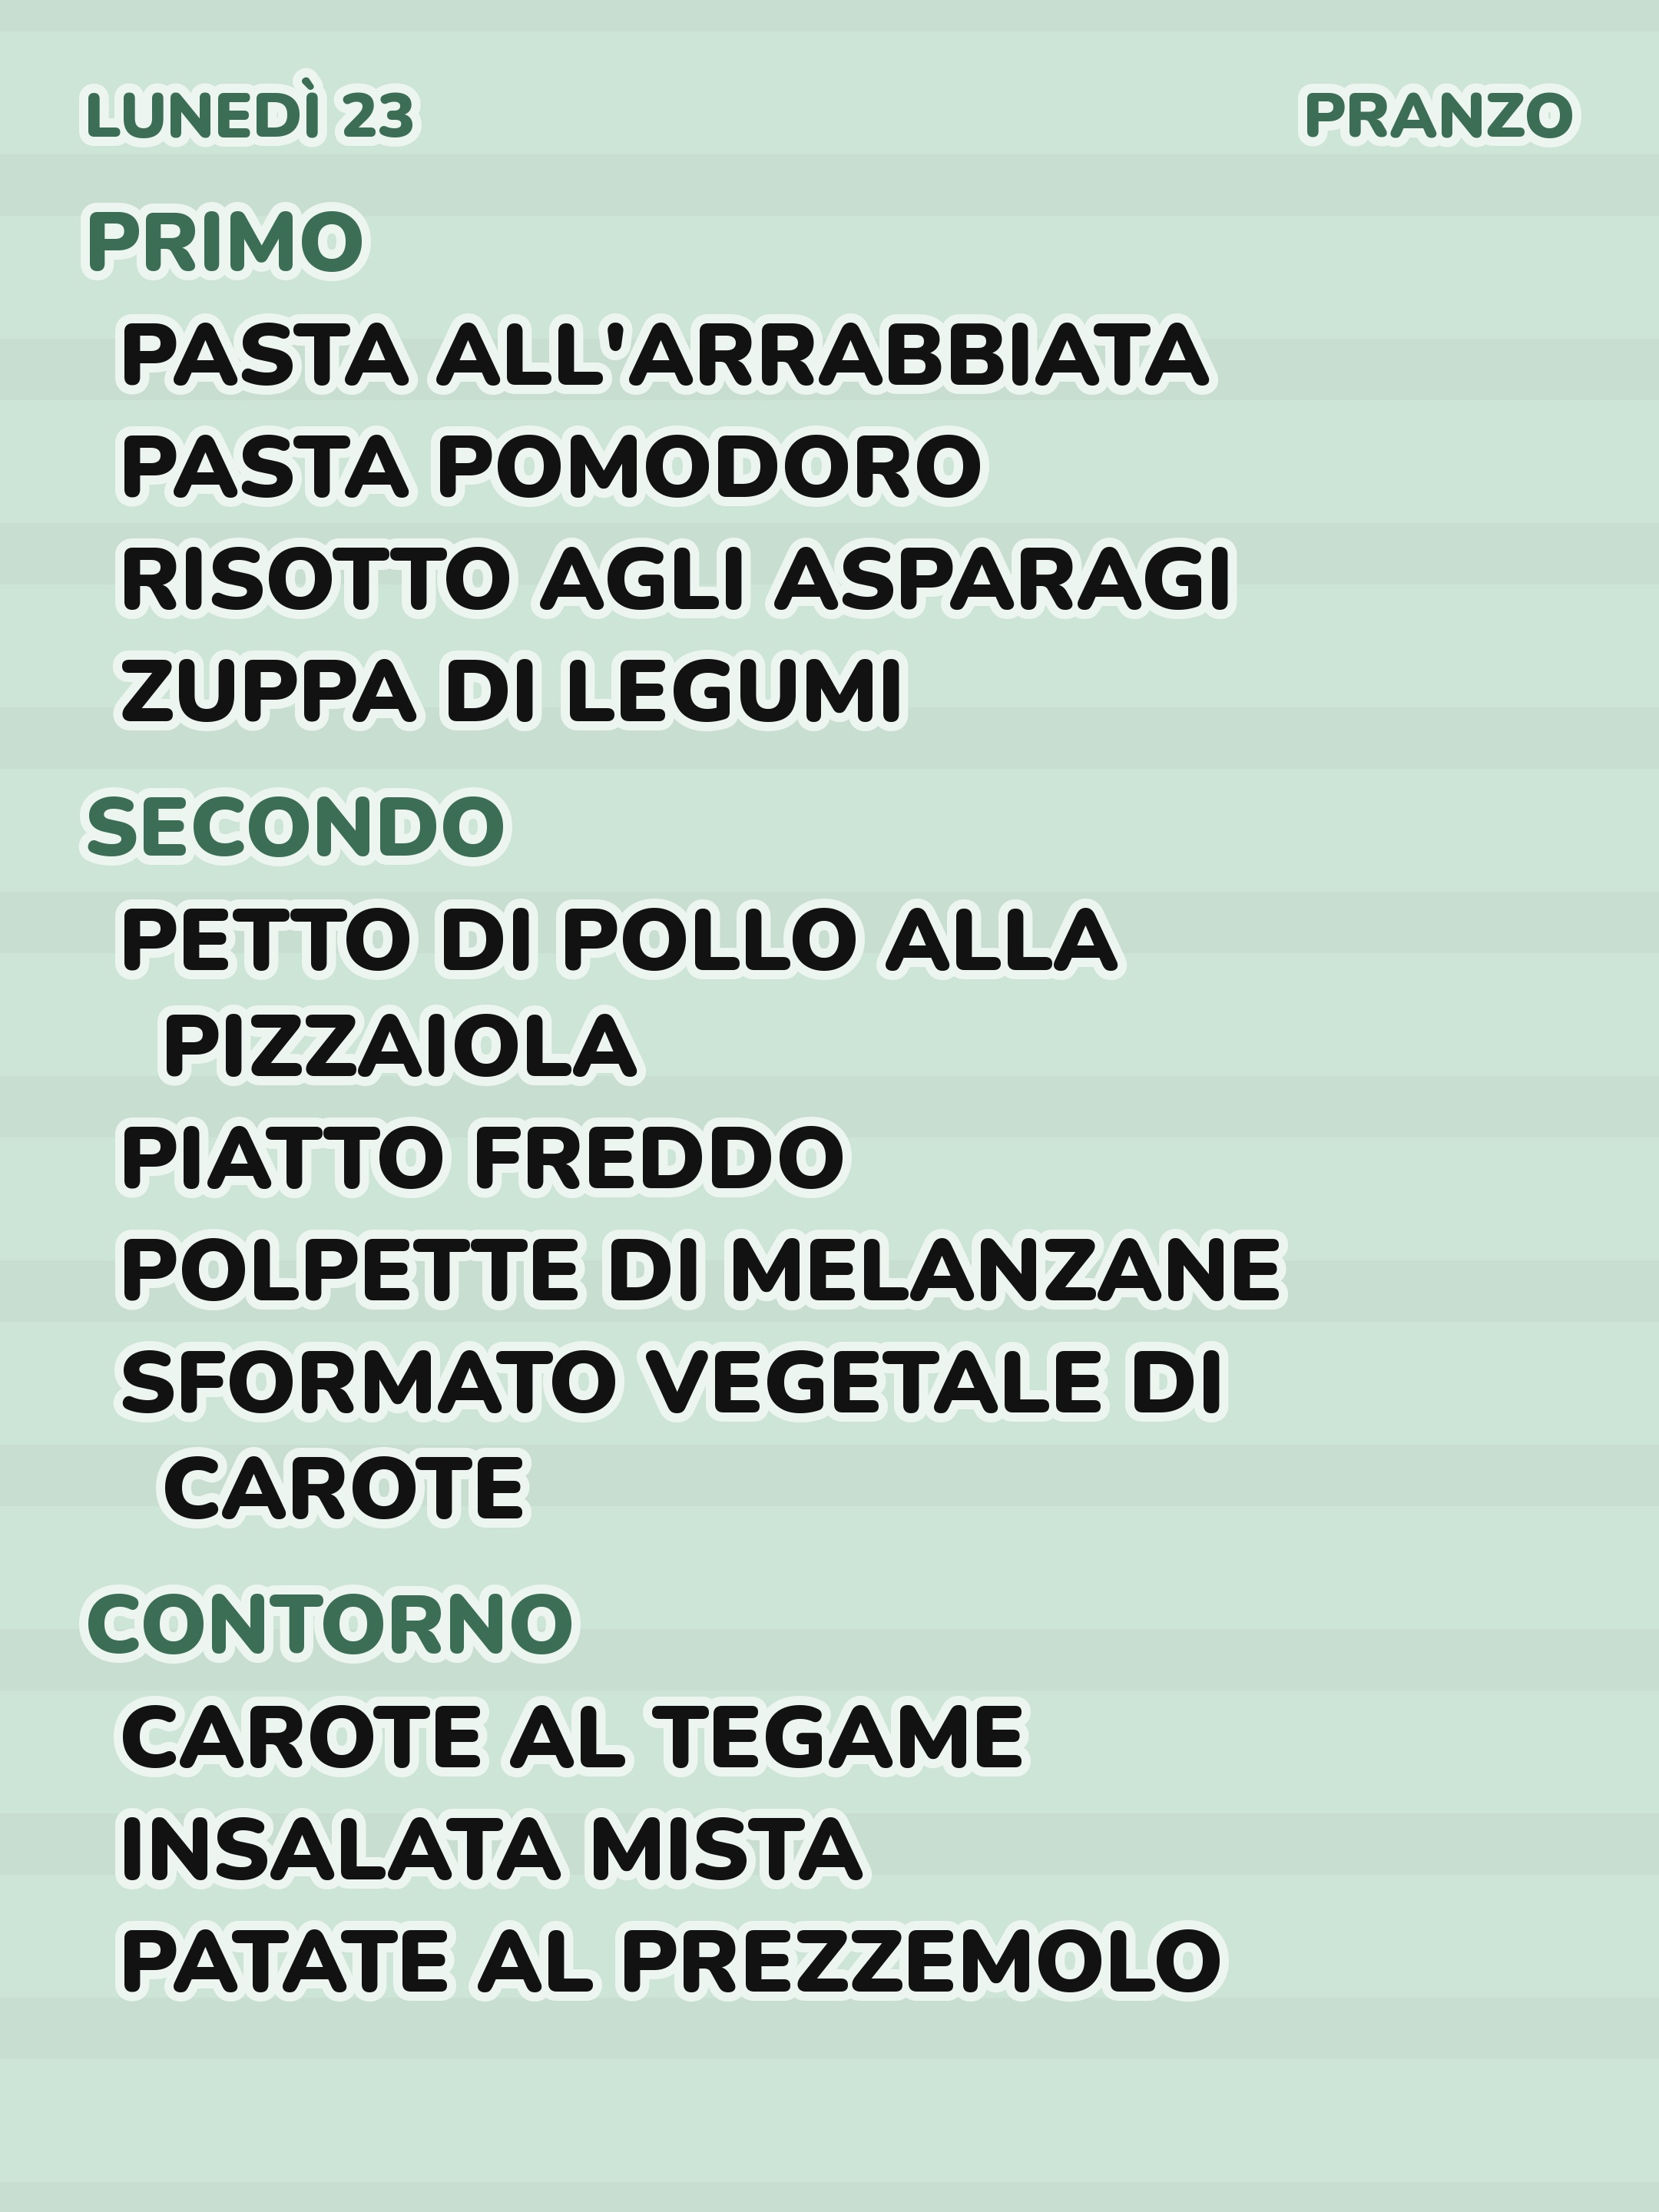 LUNEDÌ 23 PRANZO
PRIMO
PASTA ALL'ARRABBIATA
PASTA POMODORO
RISOTTO AGLI ASPARAGI
ZUPPA DI LEGUMI
SECONDO
PETTO DI POLLO ALLA
PIZZAIOLA
PIATTO FREDDO
POLPETTE DI MELANZANE
SFORMATO VEGETALE DI
CAROTE
CONTORNO
CAROTE AL TEGAME
INSALATA MISTA
PATATE AL PREZZEMOLO